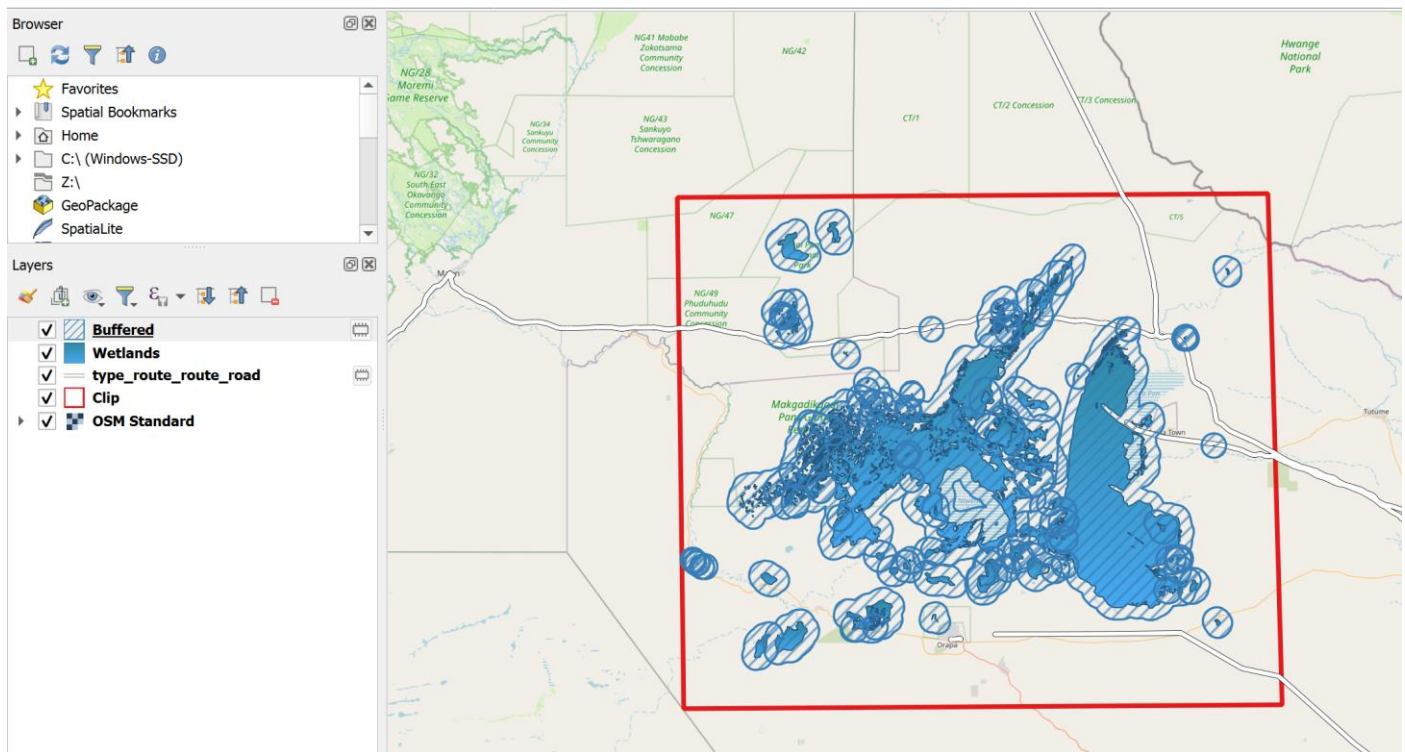 Browser
Favorites
Spatial Bookmarks
Home
C:\ (Windows-SSD)
Z:\
GeoPackage
SpatiaLite
Layers
Buffered
Wetlands
type_route_route_road
Clip
OSM Standard
NG/28
Moremi
Game Reserve
NG41 Mababe
Zokotsama
Community
Concession
NG/42
Hwange
National
Park
NG/34
Sankuyu
Community
Concession
NG/43
Sankuyo
Tshwaragano
Concession
CT/1
CT/2 Concession
CT/3 Concession
NG/32
South East
Okavango
Community
Concession
NG/47
CT/5
Park
NG/49
Phuduhudu
Community
Concession
Tutume
Town
Orapa